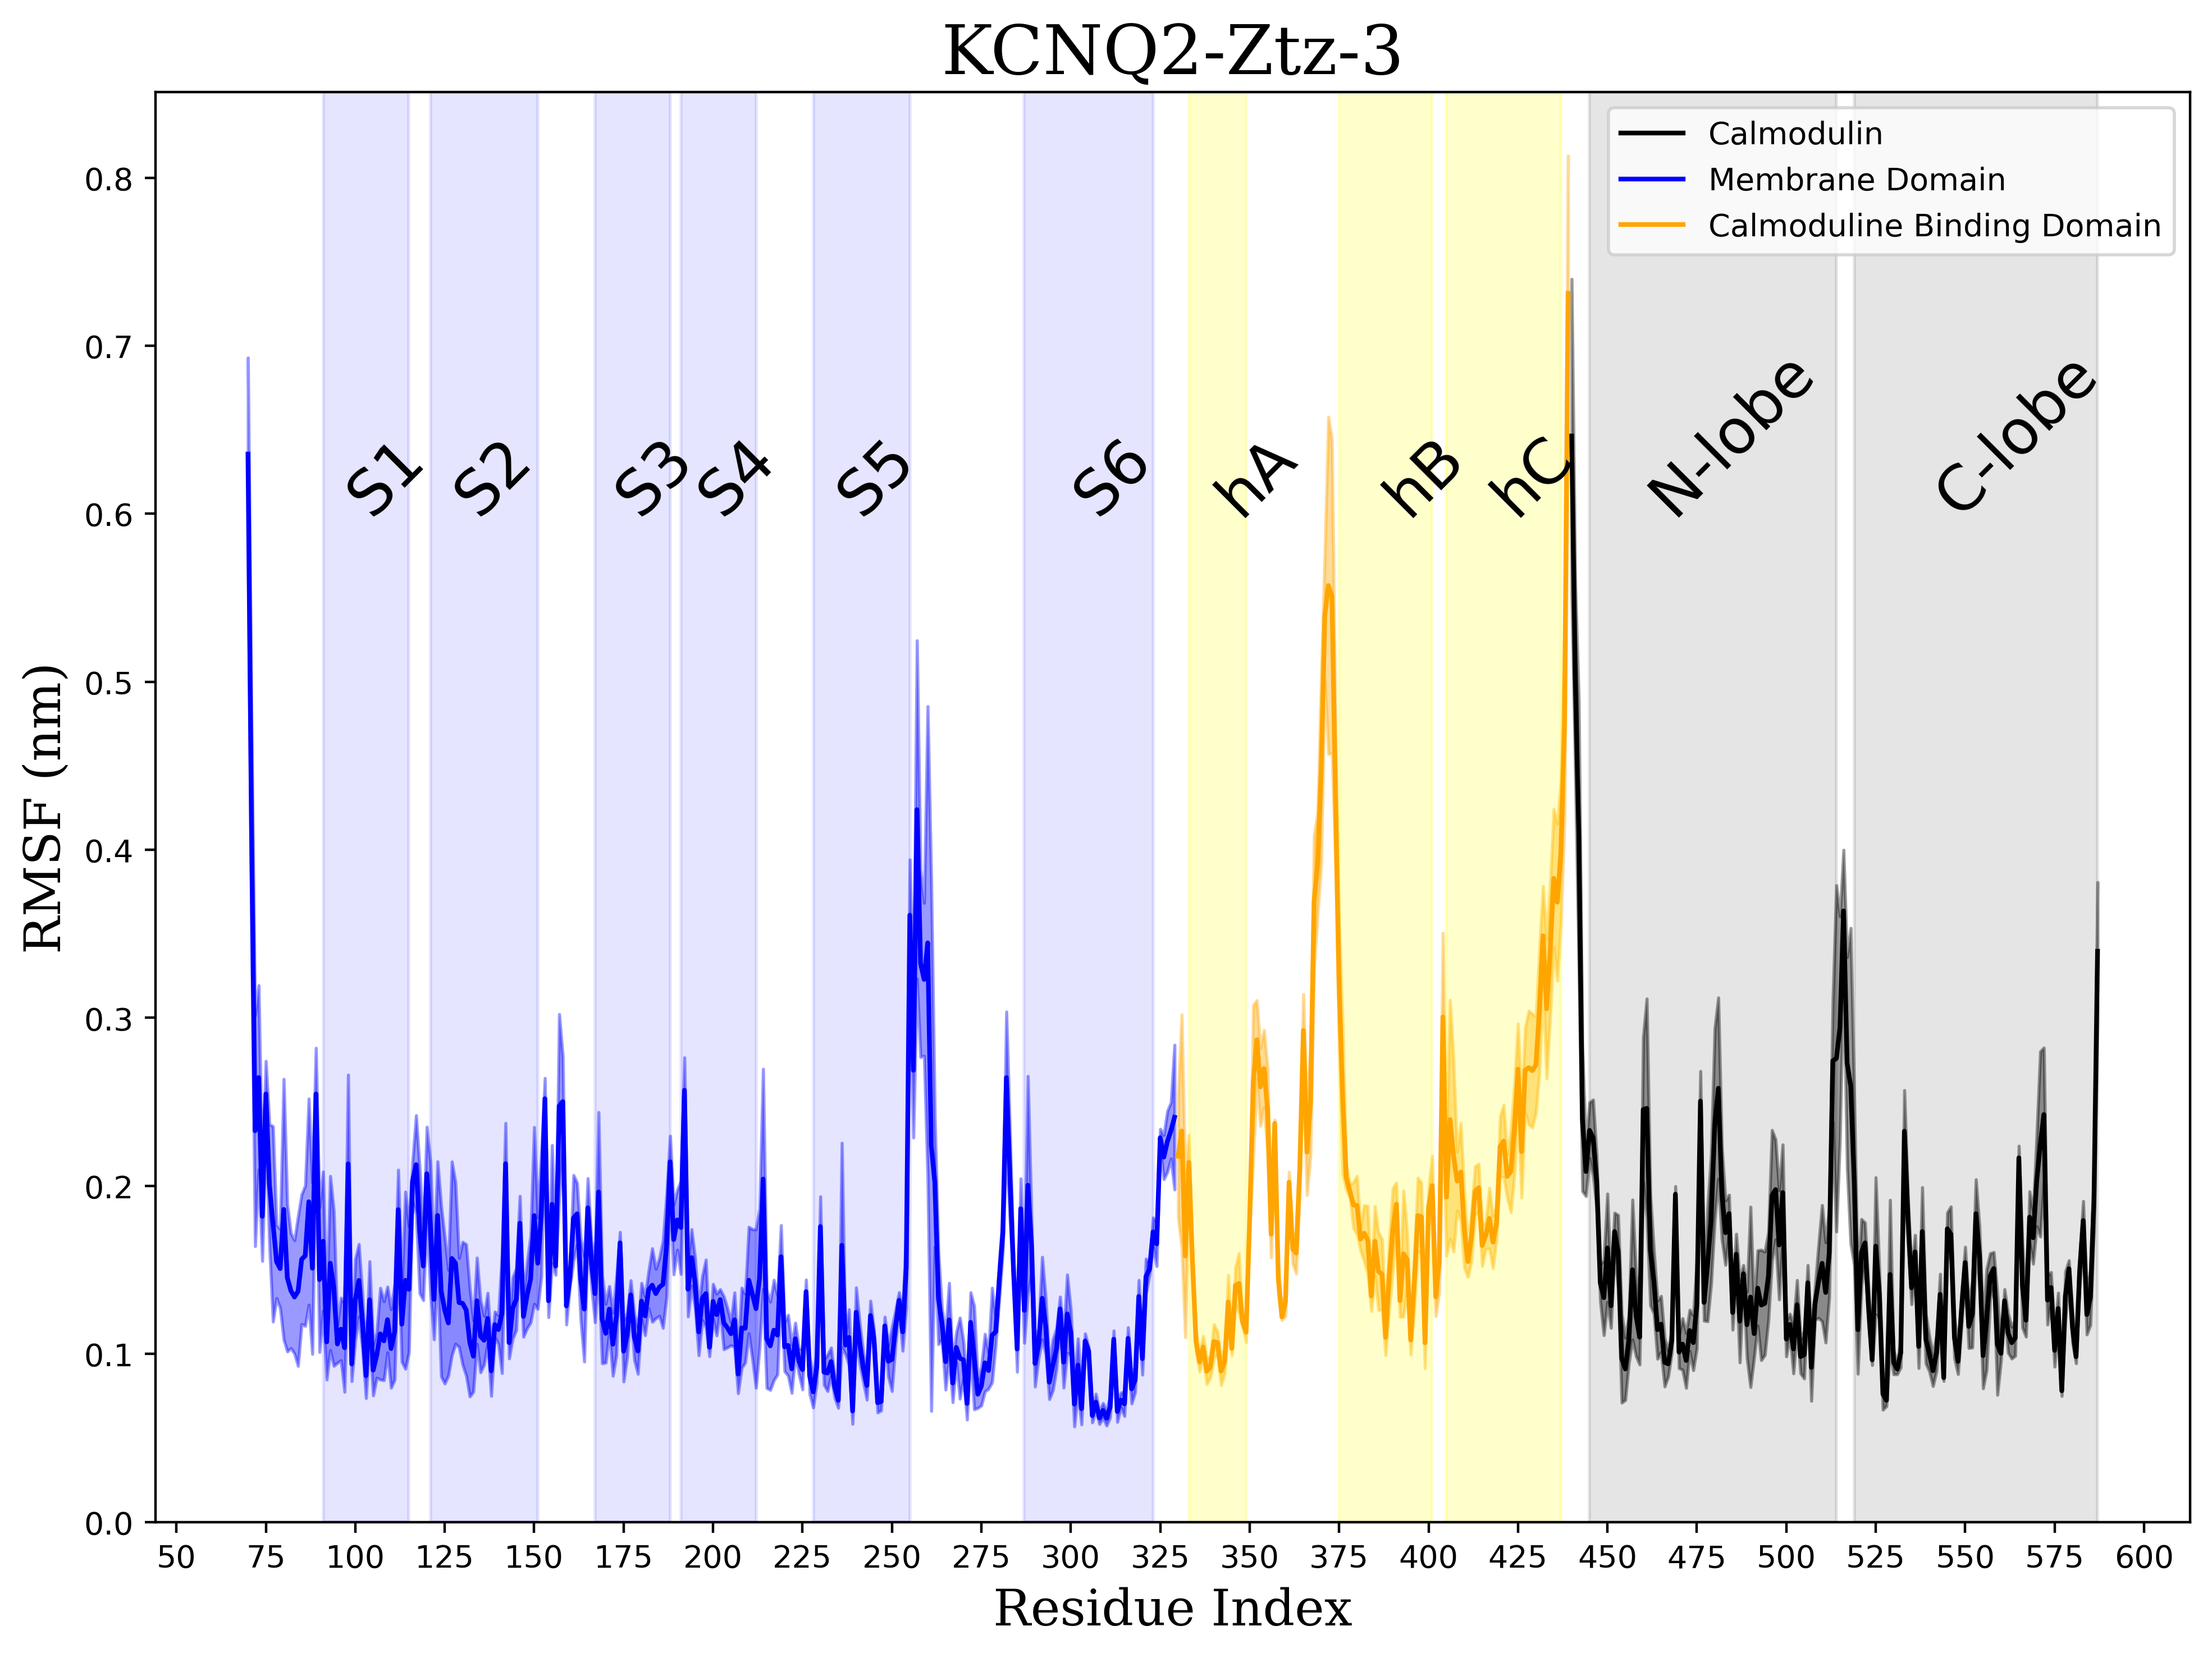 KCNQ2-Ztz-3
Calmodulin
Membrane Domain
Calmoduline Binding Domain
S1 S2 S3 S4 S5 S6 hA hB hC N-lobe C-lobe
0.8
0.7
0.6
0.5
0.4
0.3
0.2
0.1
0.0
RMSF (nm)
50 75 100 125 150 175 200 225 250 275 300 325 350 375 400 425 450 475 500 525 550 575 600
Residue Index